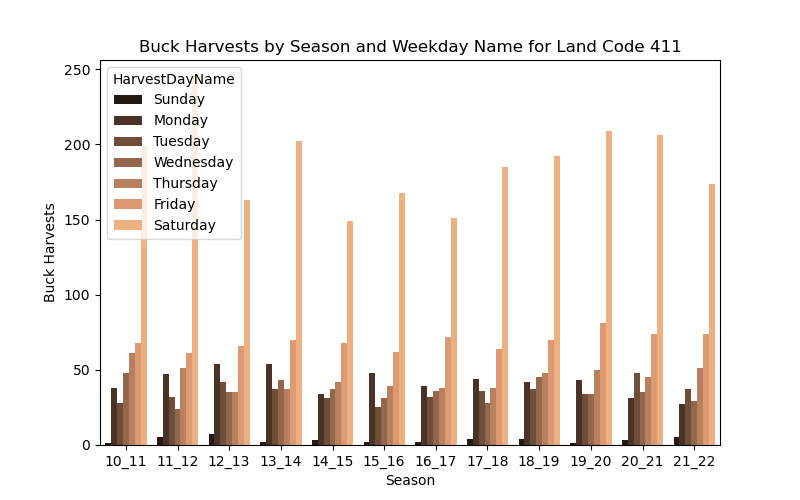 Buck Harvests by Season and Weekday Name for Land Code 411
250
200
150
100
50
0
Buck Harvests
HarvestDayName
Sunday
Monday
Tuesday
Wednesday
Thursday
Friday
Saturday
10_11 11_12 12_13 13_14 14_15 15_16 16_17 17_18 18_19 19_20 20_21 21_22
Season